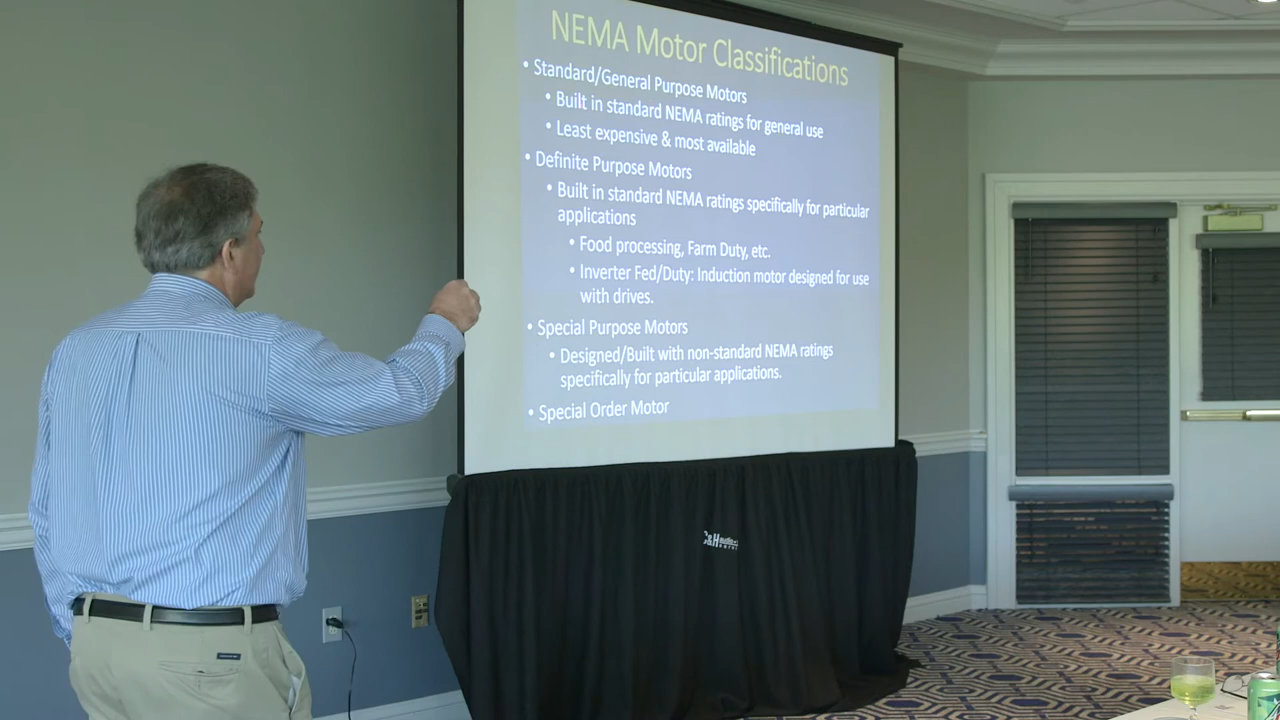 NEMA Motor Classifications
• Standard/General Purpose Motors
• Built in standard NEMA ratings for general use
• Least expensive & most available
• Definite Purpose Motors
• Built in standard NEMA ratings specifically for particular
applications
• Food processing, Farm Duty, etc.
• Inverter Fed/Duty: Induction motor designed for use
with drives.
• Special Purpose Motors
• Designed/Built with non-standard NEMA ratings
specifically for particular applications.
• Special Order Motor